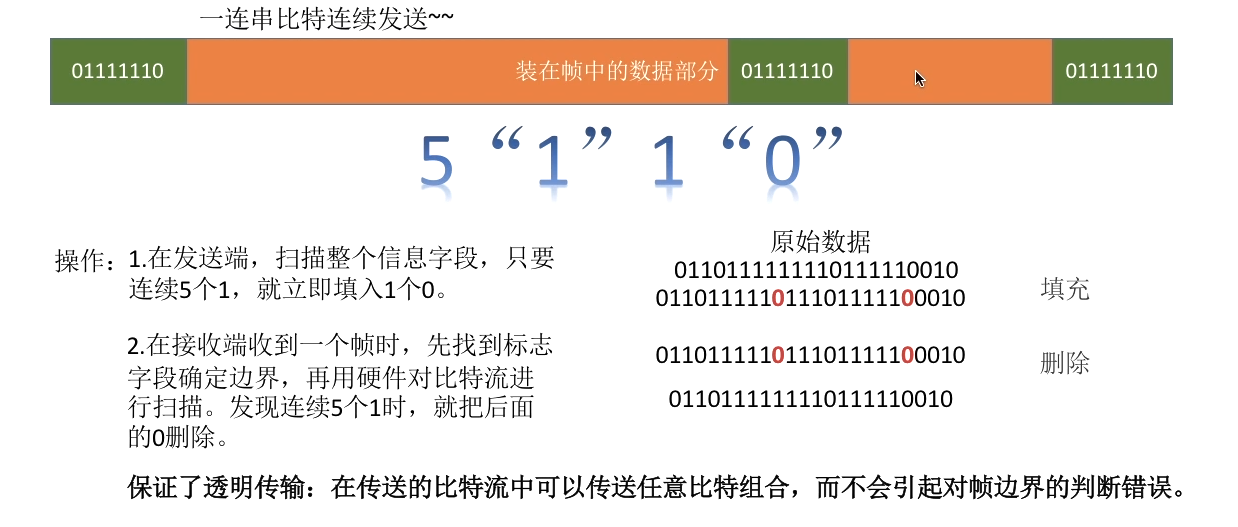 一连串比特连续发送~~
01111110 装在帧中的数据部分 01111110 01111110
5“1”1“0”
操作：1.在发送端，扫描整个信息字段，只要
连续5个1，就立即填入1个0。
2.在接收端收到一个帧时，先找到标志
字段确定边界，再用硬件对比特流进
行扫描。发现连续5个1时，就把后面
的0删除。
原始数据
0110111111110111110010
011011111011101111100010 填充
011011111011101111100010 删除
0110111111110111110010
保证了透明传输：在传送的比特流中可以传送任意比特组合，而不会引起对帧边界的判断错误。